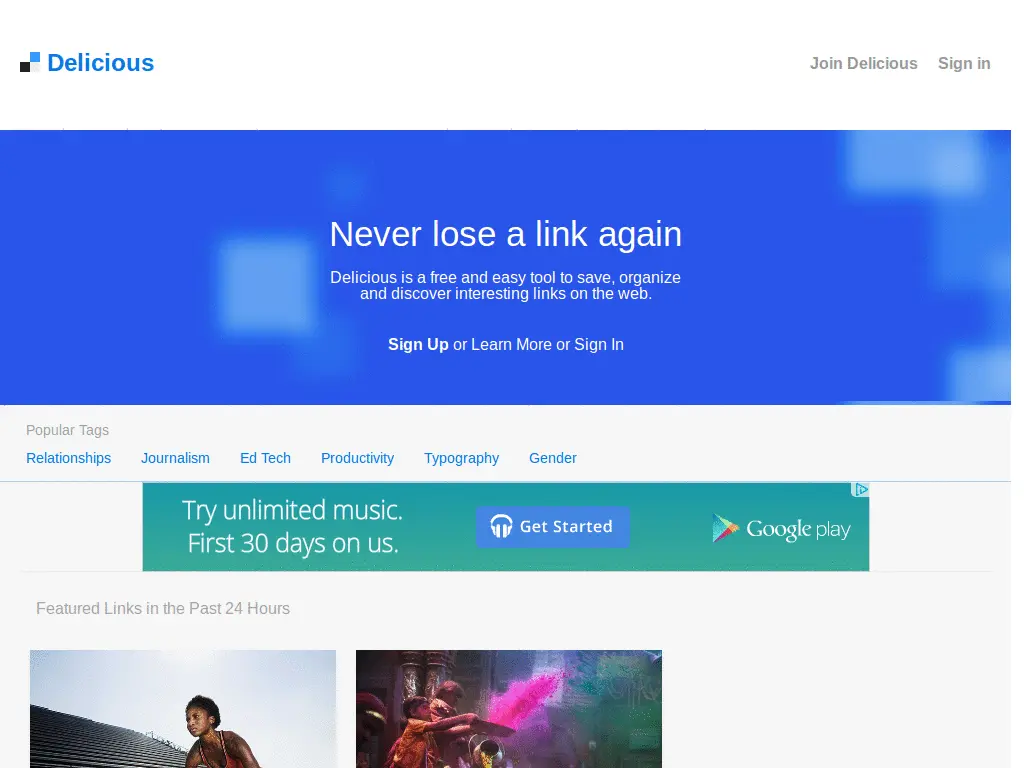 Delicious
Join Delicious
Sign in
Never lose a link again
Delicious is a free and easy tool to save, organize
and discover interesting links on the web.
Sign Up or Learn More or Sign In
Popular Tags
Relationships
Journalism
Ed Tech
Productivity
Typography
Gender
Try unlimited music.
First 30 days on us.
Get Started
Google play
Featured Links in the Past 24 Hours